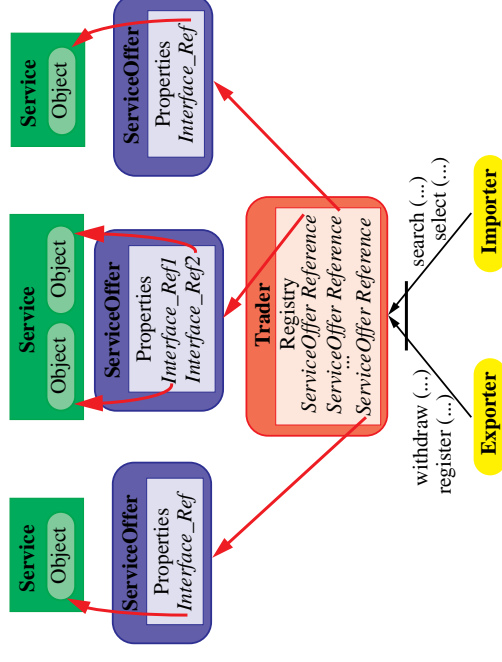 Service
Object
Service
Object
Object
Service
Object
ServiceOffer
Properties
Interface_Ref
ServiceOffer
Properties
Interface_Ref1
Interface_Ref2
ServiceOffer
Properties
Interface_Ref
Trader
Registry
ServiceOffer Reference
ServiceOffer Reference
...
ServiceOffer Reference
withdraw (...)
register (...)
search (...)
select (...)
Exporter
Importer